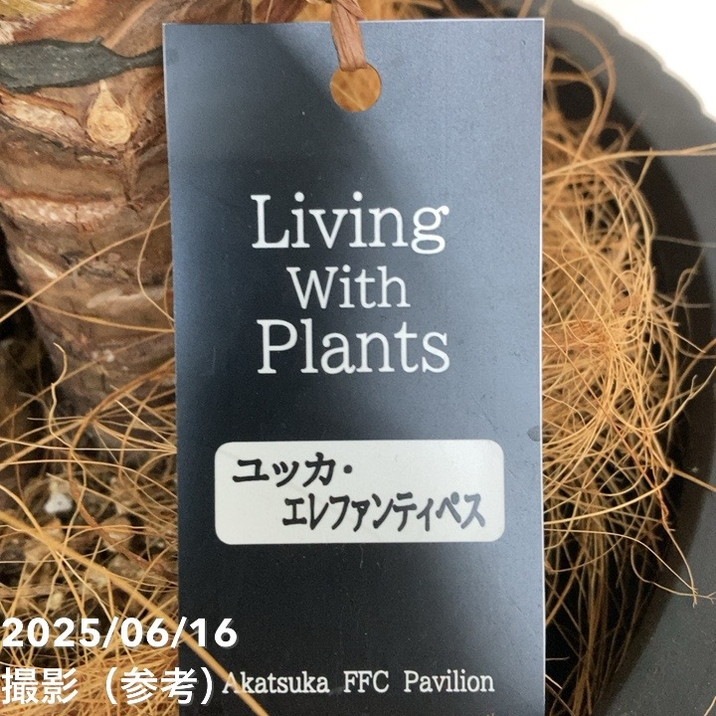 Living
With
Plants
ユッカ・
エレファンティペス
2025/06/16
撮影（参考）
Akatsuka FFC Pavilion